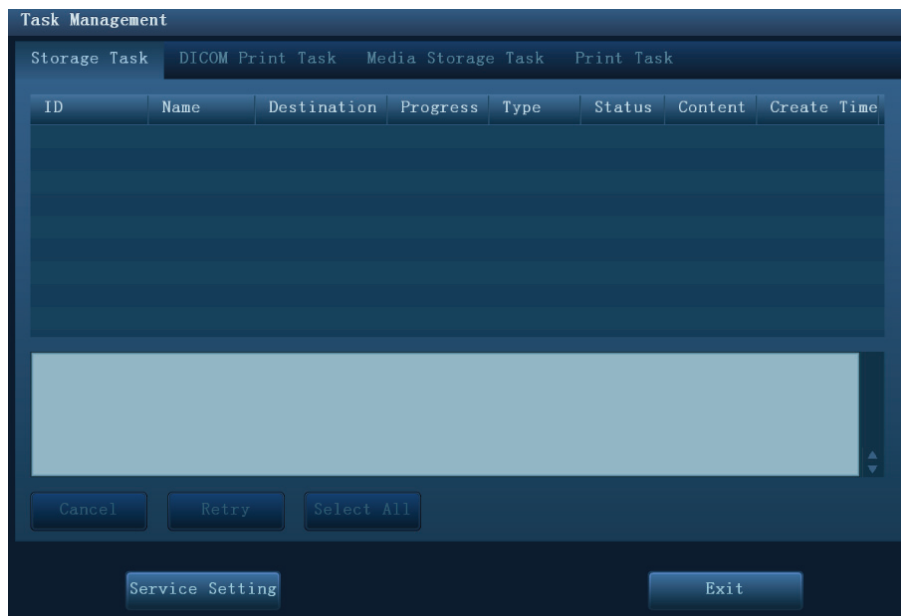 Task Management
Storage Task DICOM Print Task Media Storage Task Print Task
ID Name Destination Progress Type Status Content Create Time
Cancel Retry Select All
Service Setting Exit